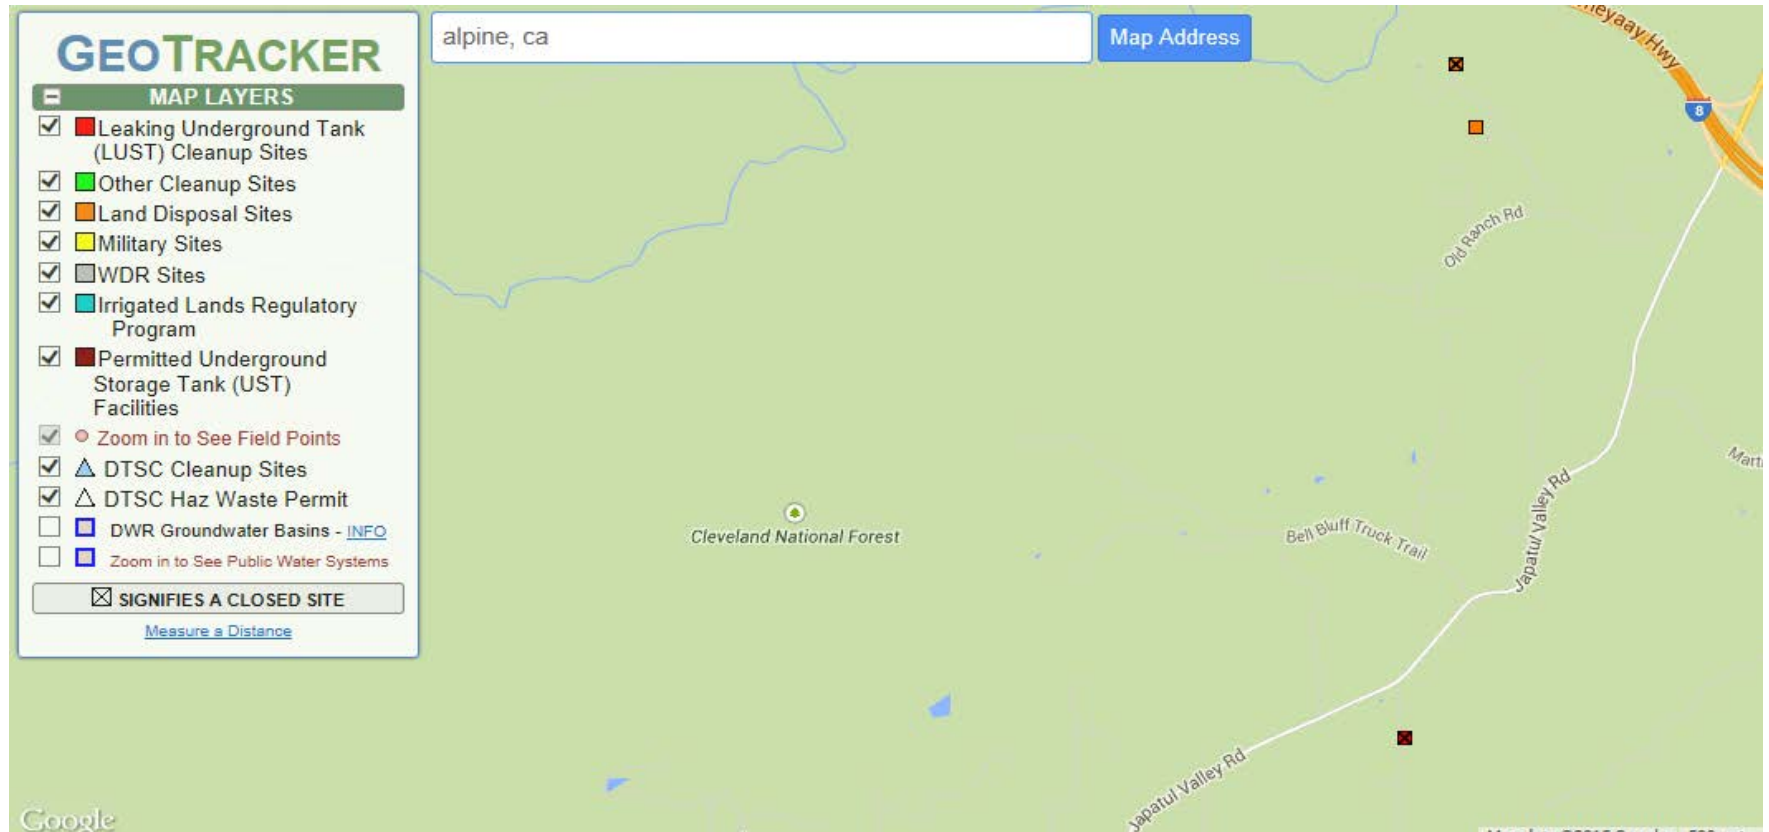 GEOTRACKER
MAP LAYERS
Leaking Underground Tank
(LUST) Cleanup Sites
Other Cleanup Sites
Land Disposal Sites
Military Sites
WDR Sites
Irrigated Lands Regulatory
Program
Permitted Underground
Storage Tank (UST)
Facilities
Zoom in to See Field Points
DTSC Cleanup Sites
DTSC Haz Waste Permit
DWR Groundwater Basins - INFO
Zoom in to See Public Water Systems
SIGNIFIES A CLOSED SITE
Measure a Distance
alpine, ca
Map Address
Hwy
8
Old Ranch Rd
Japatul Valley Rd
Bell Bluff Truck Trail
Cleveland National Forest
Japatul Valley Rd
Google